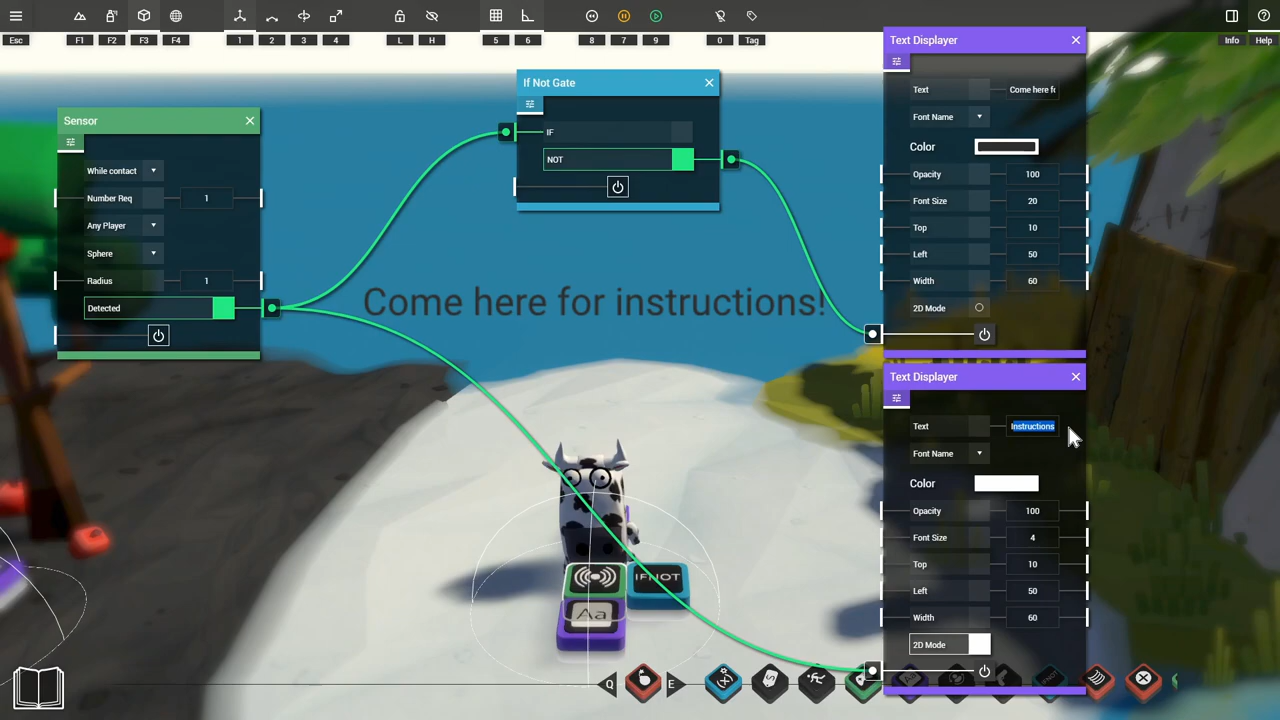 Esc
F1
F2
F3
F4
1
2
3
4
L
H
5
6
8
7
9
0
Tag
Info
Help
Sensor
While contact
Number Req
1
Any Player
Sphere
Radius
1
Detected
If Not Gate
IF
NOT
Text Displayer
Text
Come here fo
Font Name
Color
Opacity
100
Font Size
20
Top
10
Left
50
Width
60
2D Mode
Come here for instructions!
Text Displayer
Text
Instructions
Font Name
Color
Opacity
100
Font Size
4
Top
10
Left
50
Width
60
2D Mode
IFNOT
Aa
Q
E